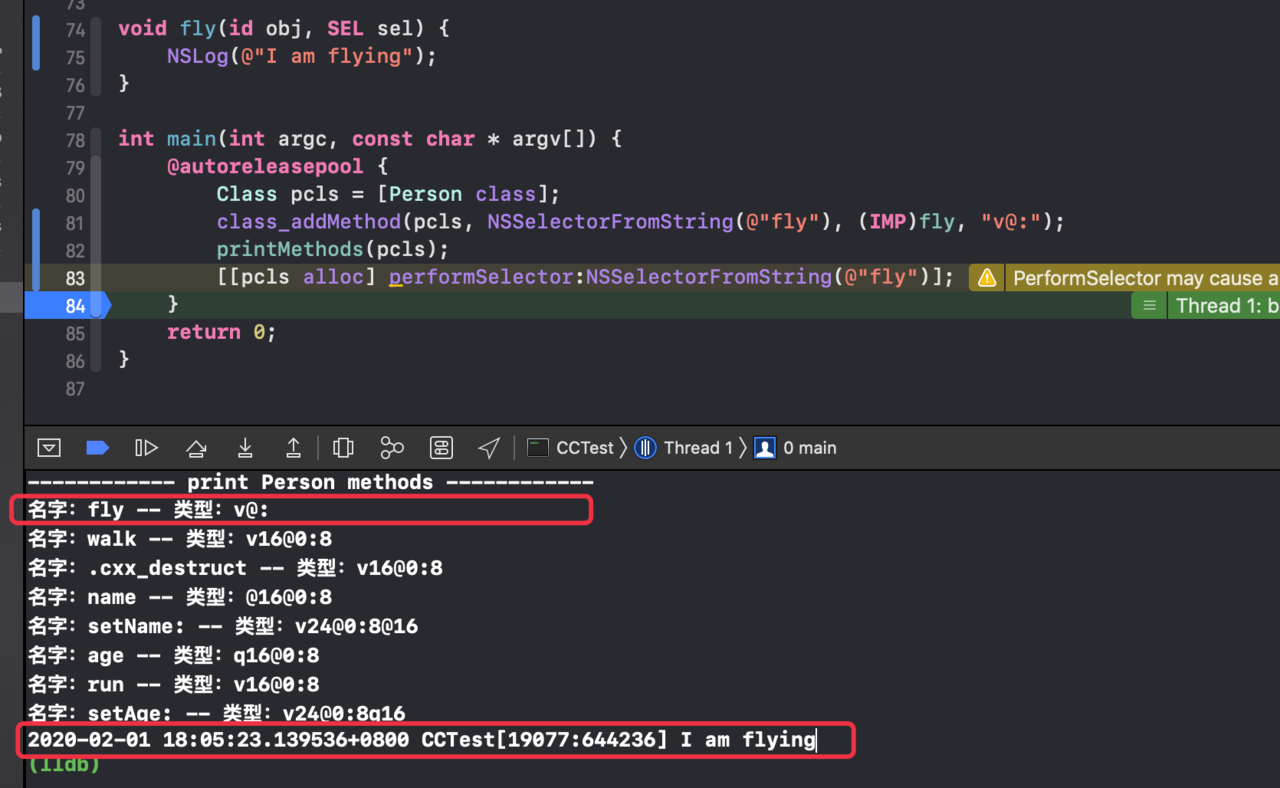 73
74 void fly(id obj, SEL sel) {
75 NSLog(@"I am flying");
76 }
77
78 int main(int argc, const char * argv[]) {
79 @autoreleasepool {
80 Class pcls = [Person class];
81 class_addMethod(pcls, NSSelectorFromString(@"fly"), (IMP)fly, "v@:");
82 printMethods(pcls);
83 [[pcls alloc] performSelector:NSSelectorFromString(@"fly")]; PerformSelector may cause a
84 } Thread 1: b
85 return 0;
86 }
87
CCTest 〉 Thread 1 〉 0 main
------------ print Person methods ------------
名字：fly -- 类型：v@:
名字：walk -- 类型：v16@0:8
名字：.cxx_destruct -- 类型：v16@0:8
名字：name -- 类型：@16@0:8
名字：setName: -- 类型：v24@0:8@16
名字：age -- 类型：q16@0:8
名字：run -- 类型：v16@0:8
名字：setAge: -- 类型：v24@0:8q16
2020-02-01 18:05:23.139536+0800 CCTest[19077:644236] I am flying
(lldb)